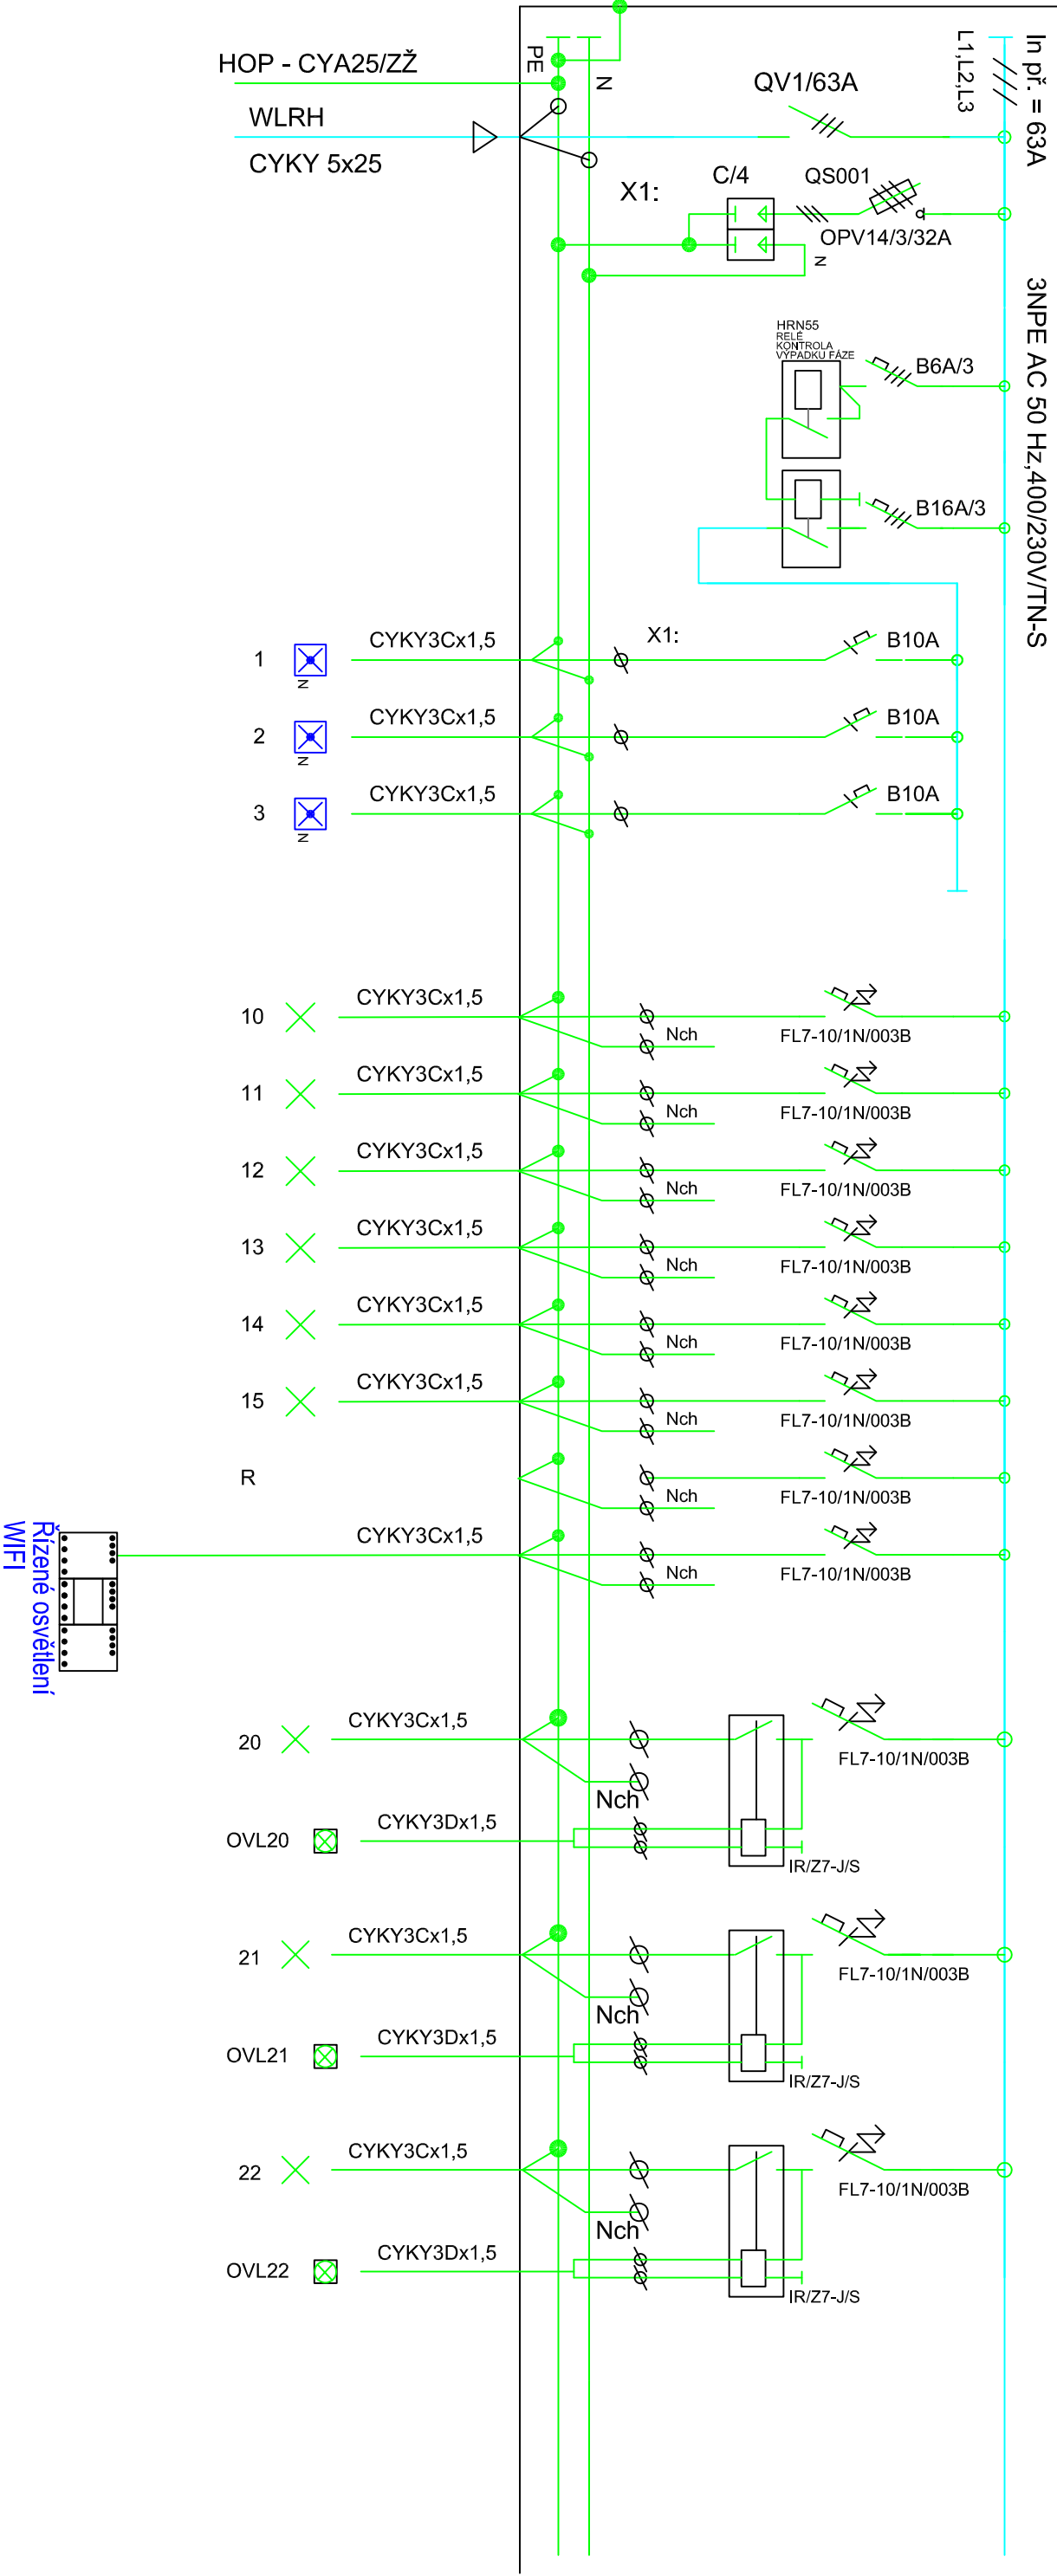 In př. = 63A
L1,L2,L3
PE
N
HOP - CYA25/ZŽ
QV1/63A
WLRH
CYKY 5x25
X1:
C/4
QS001
OPV14/3/32A
N
3NPE AC 50 Hz,400/230V/TN-S
HRN55
RELÉ
KONTROLA
VÝPADKU FÁZE
B6A/3
B16A/3
1
N
CYKY3Cx1,5
X1:
B10A
2
N
CYKY3Cx1,5
B10A
3
N
CYKY3Cx1,5
B10A
10
CYKY3Cx1,5
Nch
FL7-10/1N/003B
11
CYKY3Cx1,5
Nch
FL7-10/1N/003B
12
CYKY3Cx1,5
Nch
FL7-10/1N/003B
13
CYKY3Cx1,5
Nch
FL7-10/1N/003B
14
CYKY3Cx1,5
Nch
FL7-10/1N/003B
15
CYKY3Cx1,5
Nch
FL7-10/1N/003B
R
Nch
FL7-10/1N/003B
Řízené osvětlení
WIFI
CYKY3Cx1,5
Nch
FL7-10/1N/003B
20
CYKY3Cx1,5
Nch
FL7-10/1N/003B
OVL20
CYKY3Dx1,5
IR/Z7-J/S
21
CYKY3Cx1,5
Nch
FL7-10/1N/003B
OVL21
CYKY3Dx1,5
IR/Z7-J/S
22
CYKY3Cx1,5
Nch
FL7-10/1N/003B
OVL22
CYKY3Dx1,5
IR/Z7-J/S